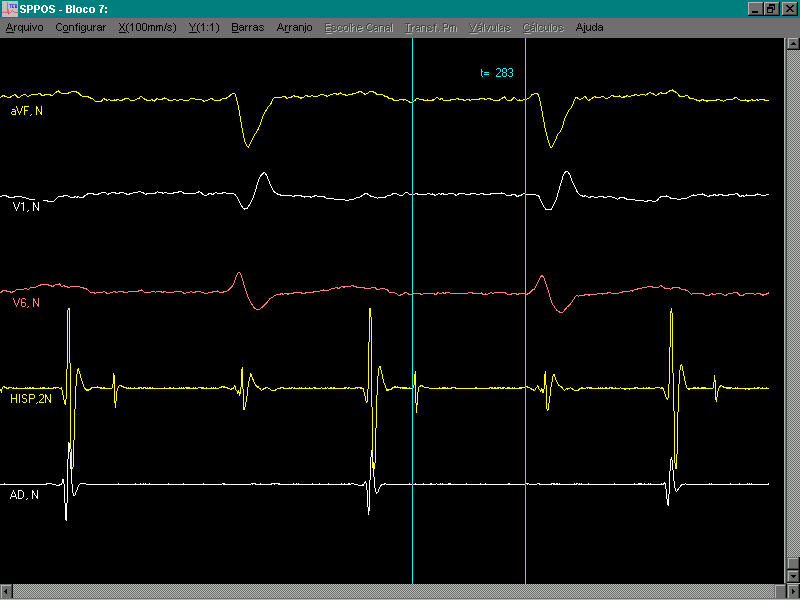 SPPOS - Bloco 7:
Arquivo Configurar X(100mm/s) Y(1:1) Barras Arranjo Escolhe Canal Transf. Pm Válvulas Cálculos Ajuda
t= 283
aVF, N
V1, N
V6, N
HISP,2N
AD, N